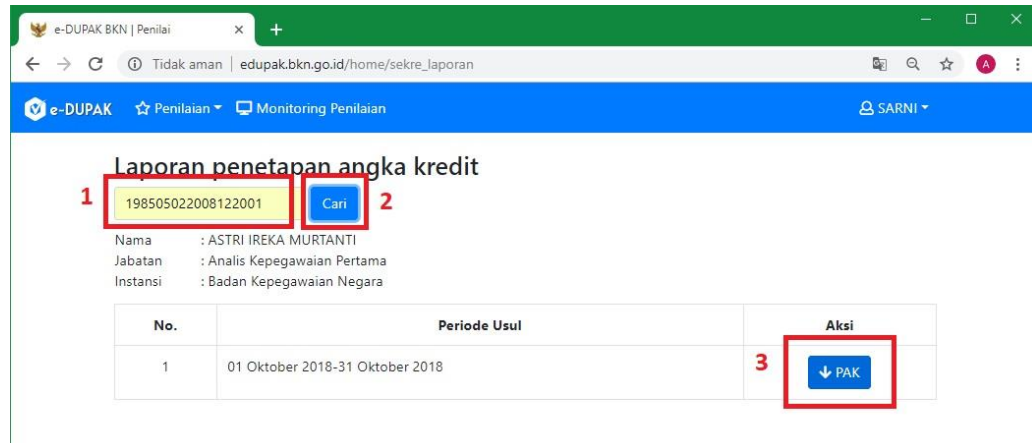 e-DUPAK BKN | Penilai
Tidak aman | edupak.bkn.go.id/home/sekre_laporan
A
e-DUPAK Penilaian Monitoring Penilaian SARNI
Laporan penetapan angka kredit
1 198505022008122001 Cari 2
Nama : ASTRI IREKA MURTANTI
Jabatan : Analis Kepegawaian Pertama
Instansi : Badan Kepegawaian Negara
No. Periode Usul Aksi
1 01 Oktober 2018-31 Oktober 2018 3 PAK